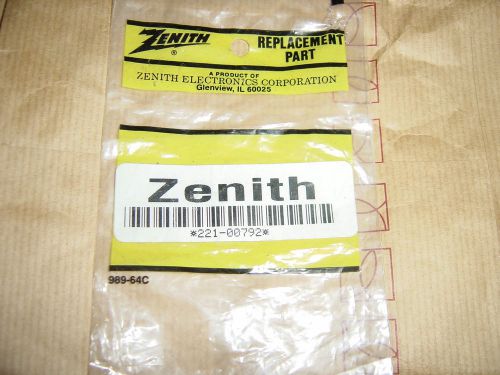 ZENITH
®
REPLACEMENT
PART
A PRODUCT OF
ZENITH ELECTRONICS CORPORATION
Glenview, IL 60025
Zenith
*221-00792*
989-64C